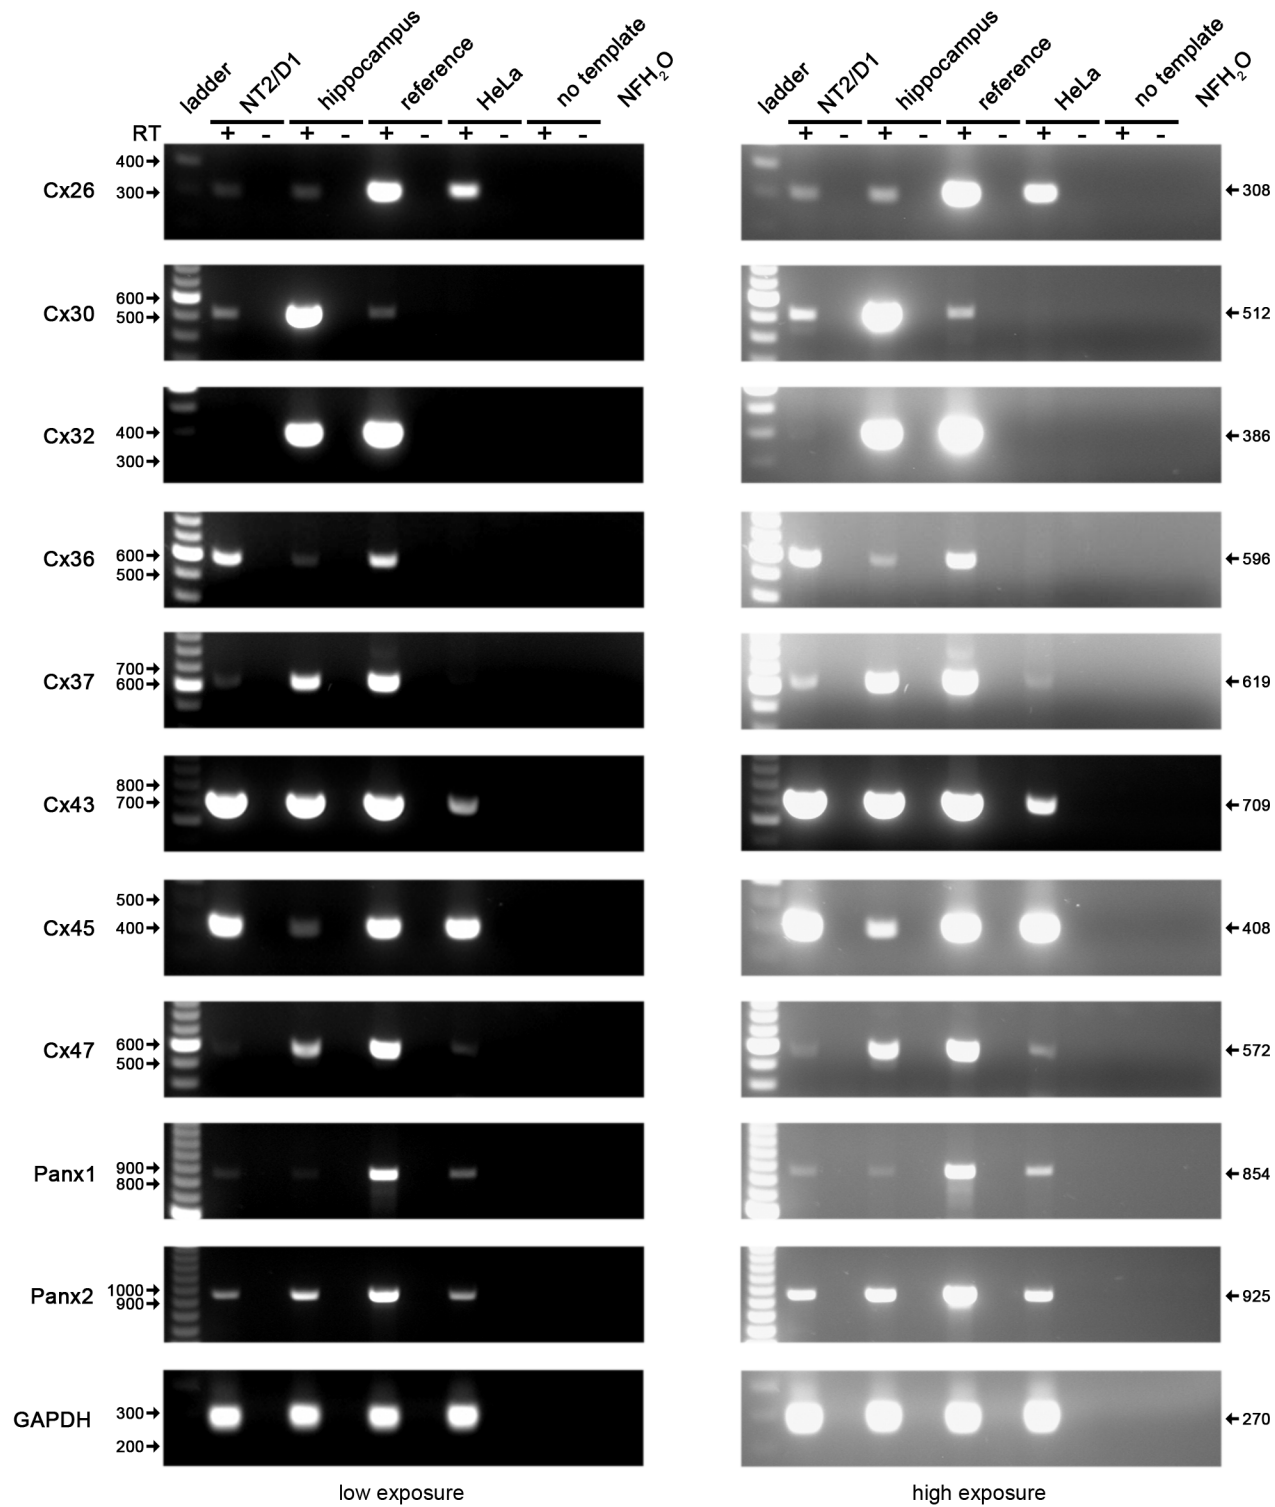 ladder NT2/D1 hippocampus reference HeLa no template NFH₂O ladder NT2/D1 hippocampus reference HeLa no template NFH₂O
RT + - + - + - + - + - + - + - + - + - + -
Cx26 400 300 308
Cx30 600 500 512
Cx32 400 300 386
Cx36 600 500 596
Cx37 700 600 619
Cx43 800 700 709
Cx45 500 400 408
Cx47 600 500 572
Panx1 900 800 854
Panx2 1000 900 925
GAPDH 300 200 270
low exposure high exposure